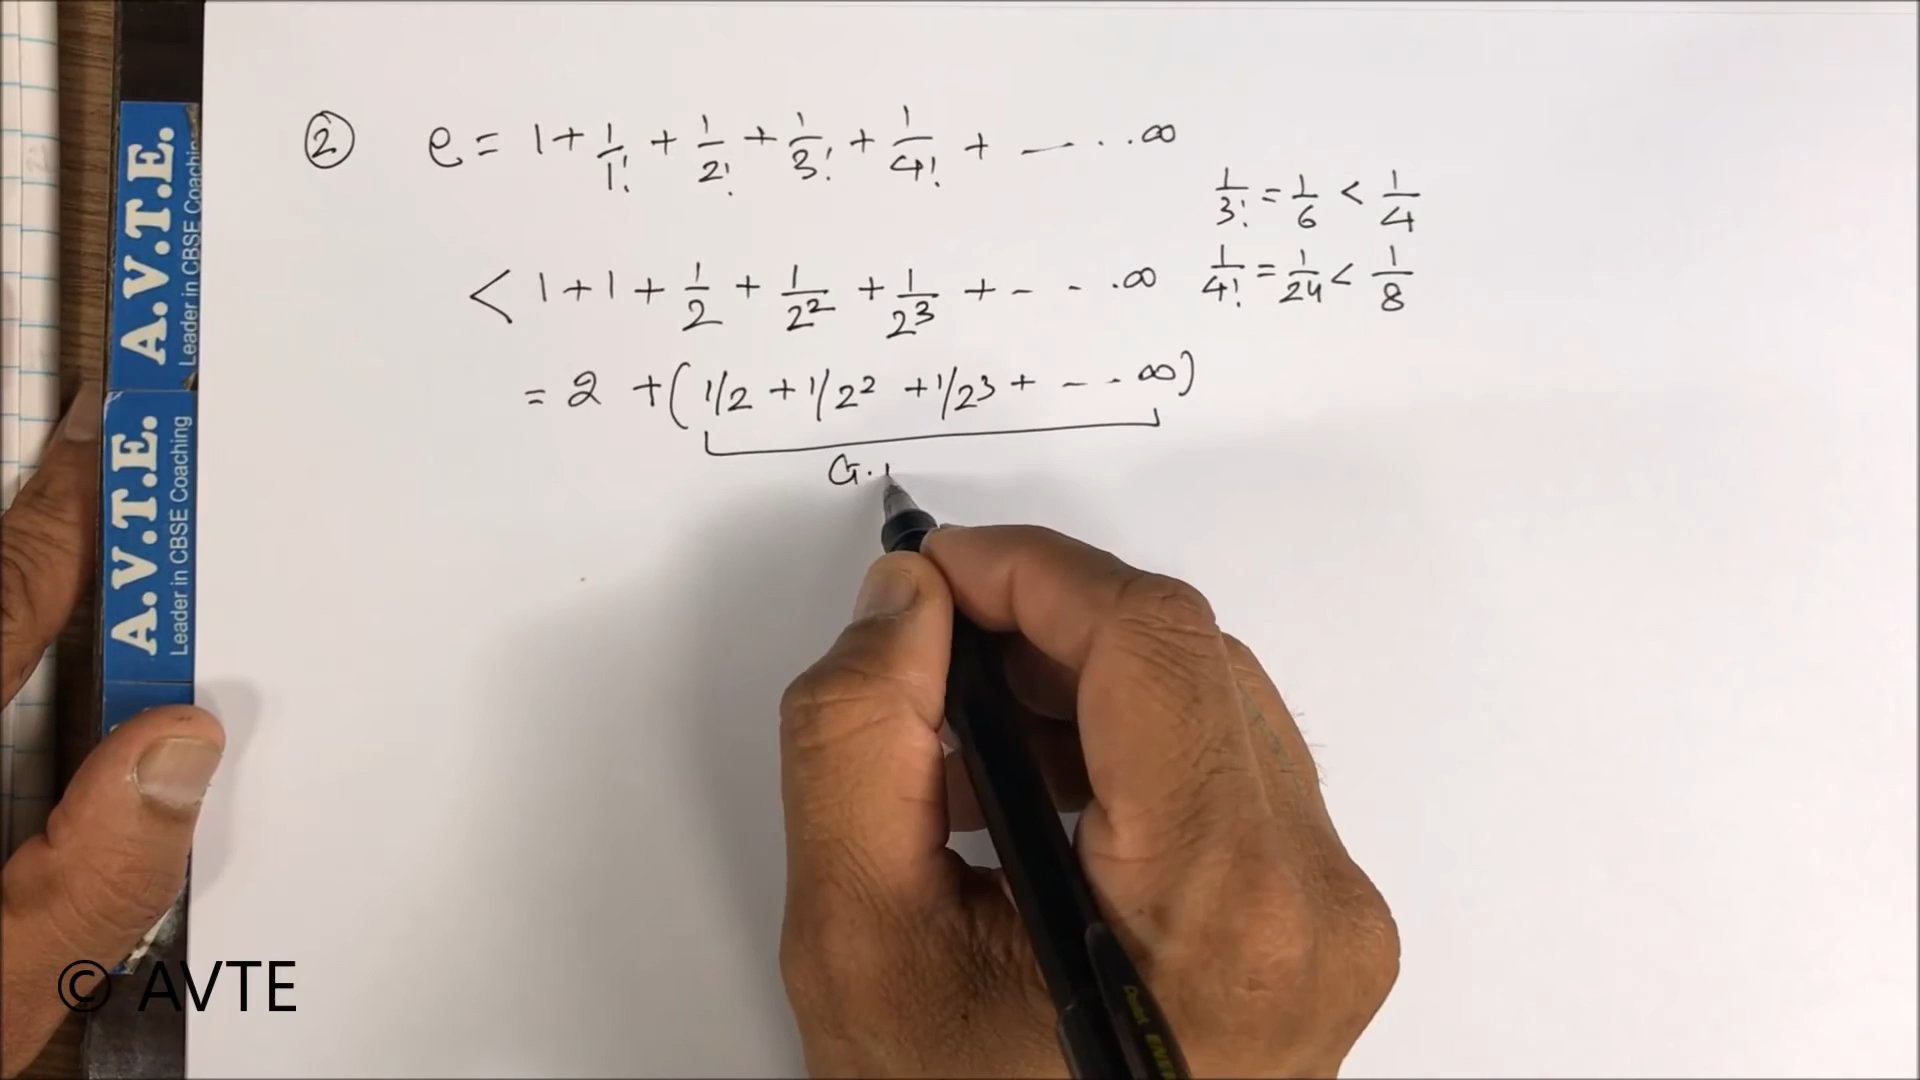 ② e = 1 + 1/1! + 1/2! + 1/3! + 1/4! + - - . . ∞
1/3! = 1/6 < 1/4
< 1 + 1 + 1/2 + 1/2² + 1/2³ + - - . ∞
1/4! = 1/24 < 1/8
= 2 + (1/2 + 1/2² + 1/2³ + - - . ∞)
G.
A.V.T.E.
Leader in CBSE Coaching
A.V.T.E.
Leader in CBSE Coaching
© AVTE
Pentel ENER